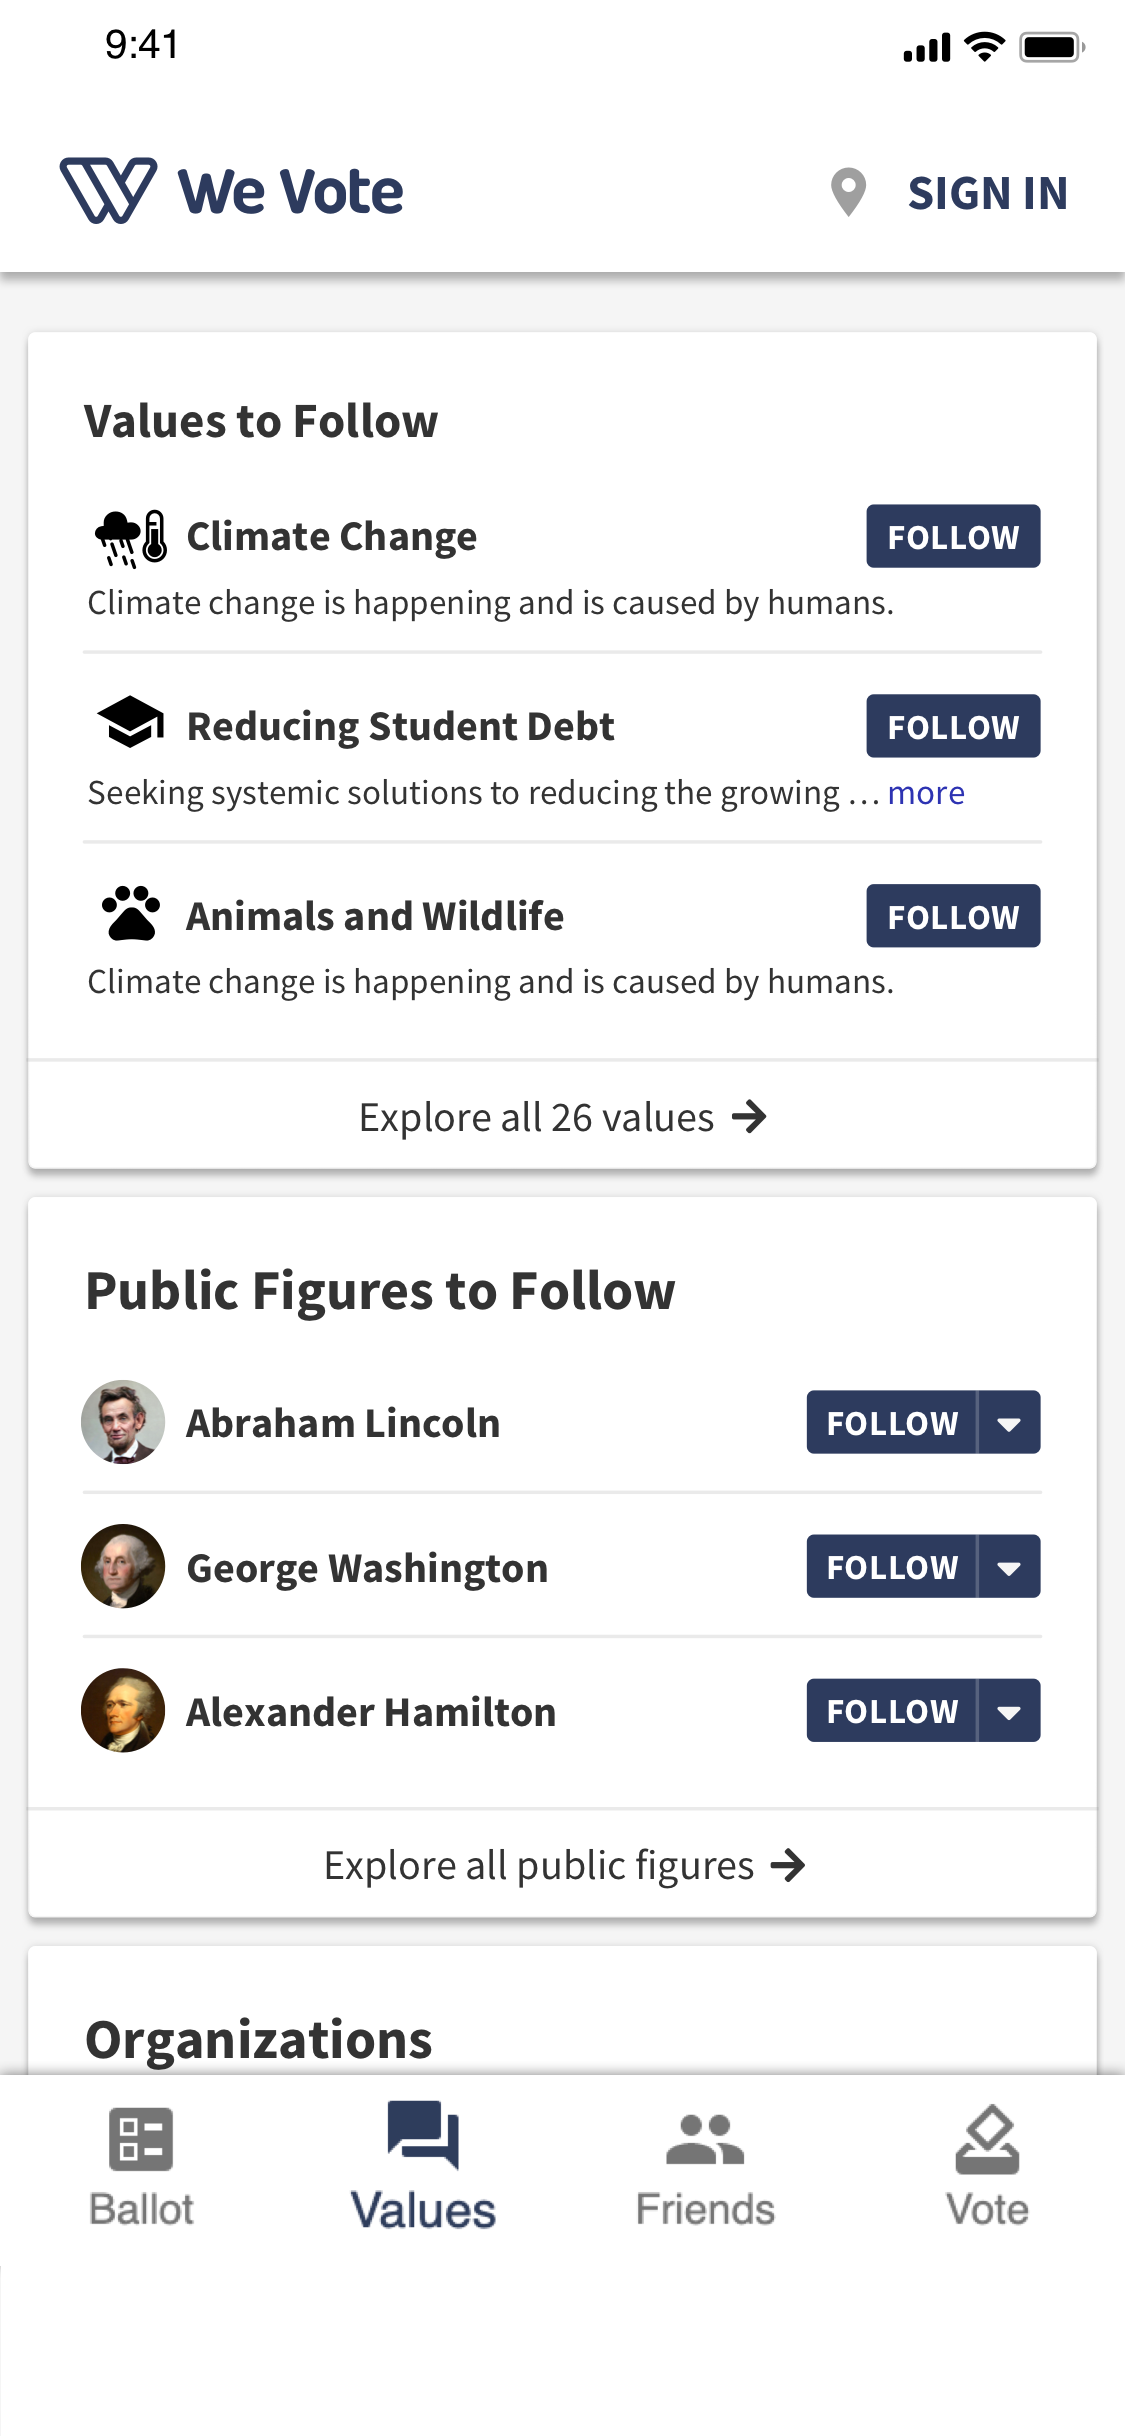 9:41
We Vote
SIGN IN
Values to Follow
Climate Change
FOLLOW
Climate change is happening and is caused by humans.
Reducing Student Debt
FOLLOW
Seeking systemic solutions to reducing the growing … more
Animals and Wildlife
FOLLOW
Climate change is happening and is caused by humans.
Explore all 26 values
Public Figures to Follow
Abraham Lincoln
FOLLOW
George Washington
FOLLOW
Alexander Hamilton
FOLLOW
Explore all public figures
Organizations
Ballot
Values
Friends
Vote